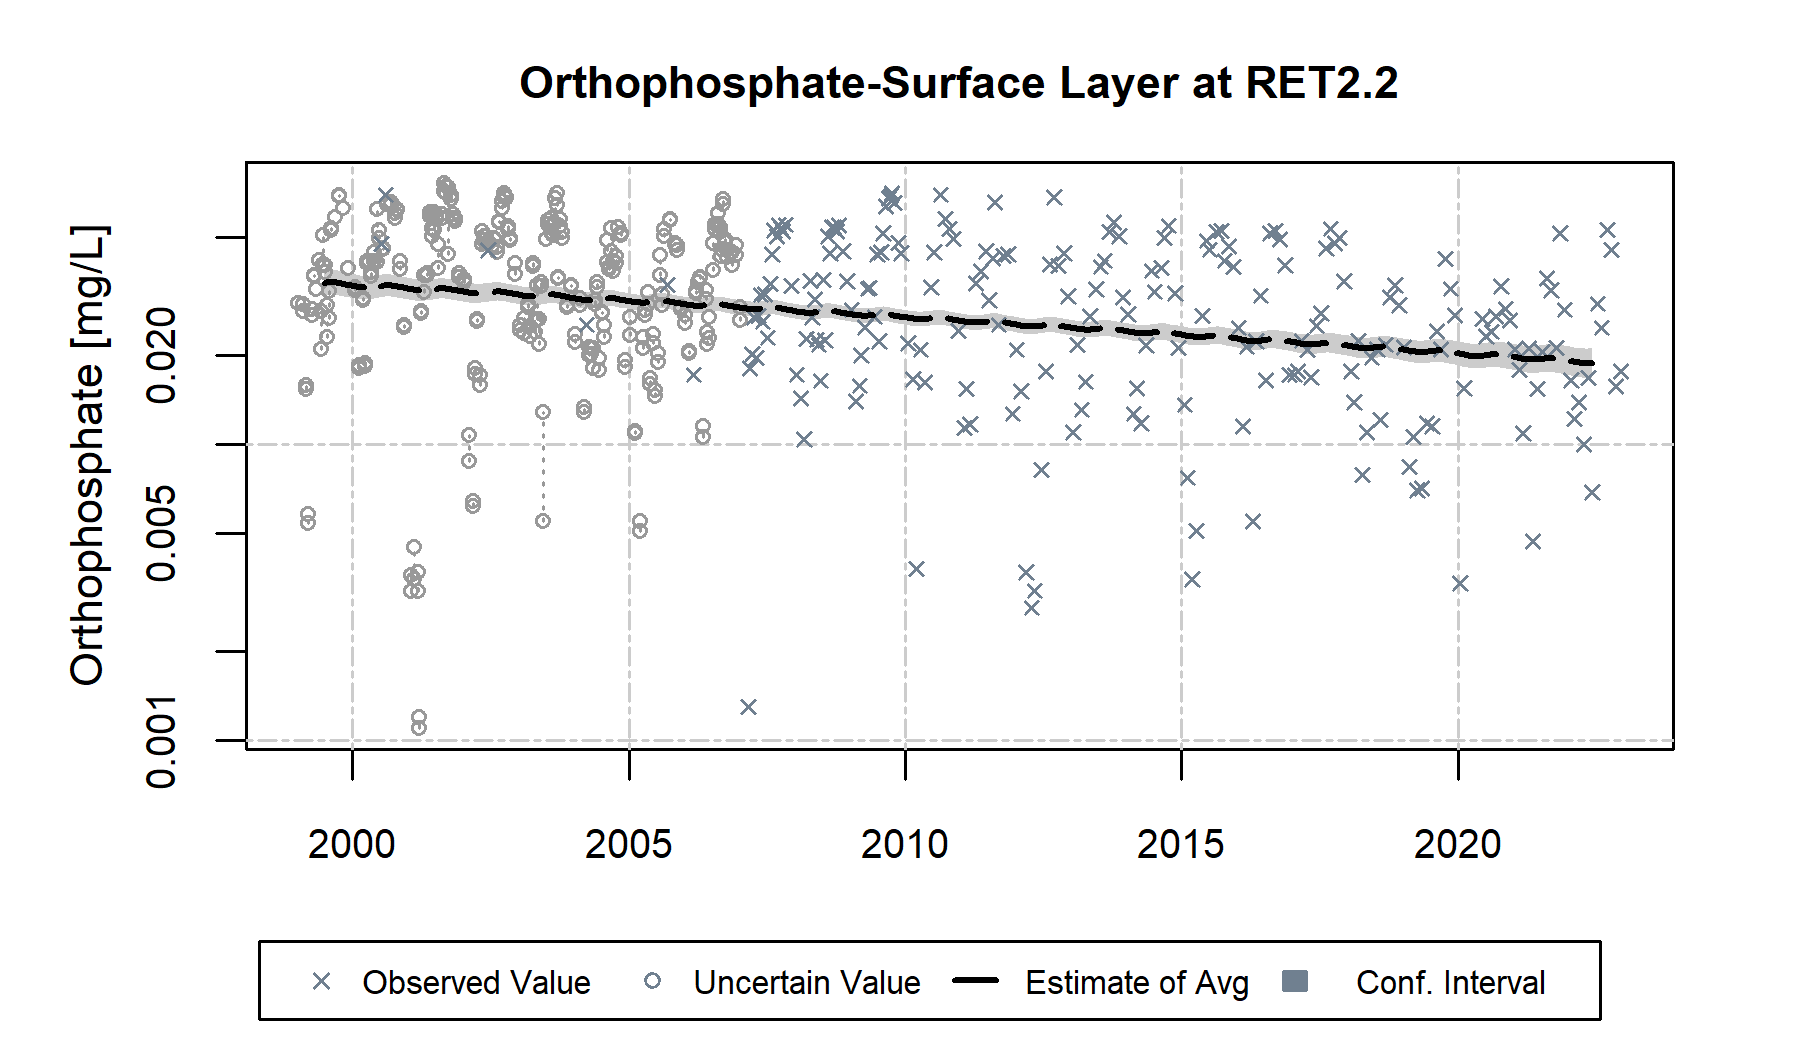 Orthophosphate-Surface Layer at RET2.2
Orthophosphate [mg/L]
0.020
0.005
0.001
2000 2005 2010 2015 2020
Observed Value Uncertain Value Estimate of Avg Conf. Interval